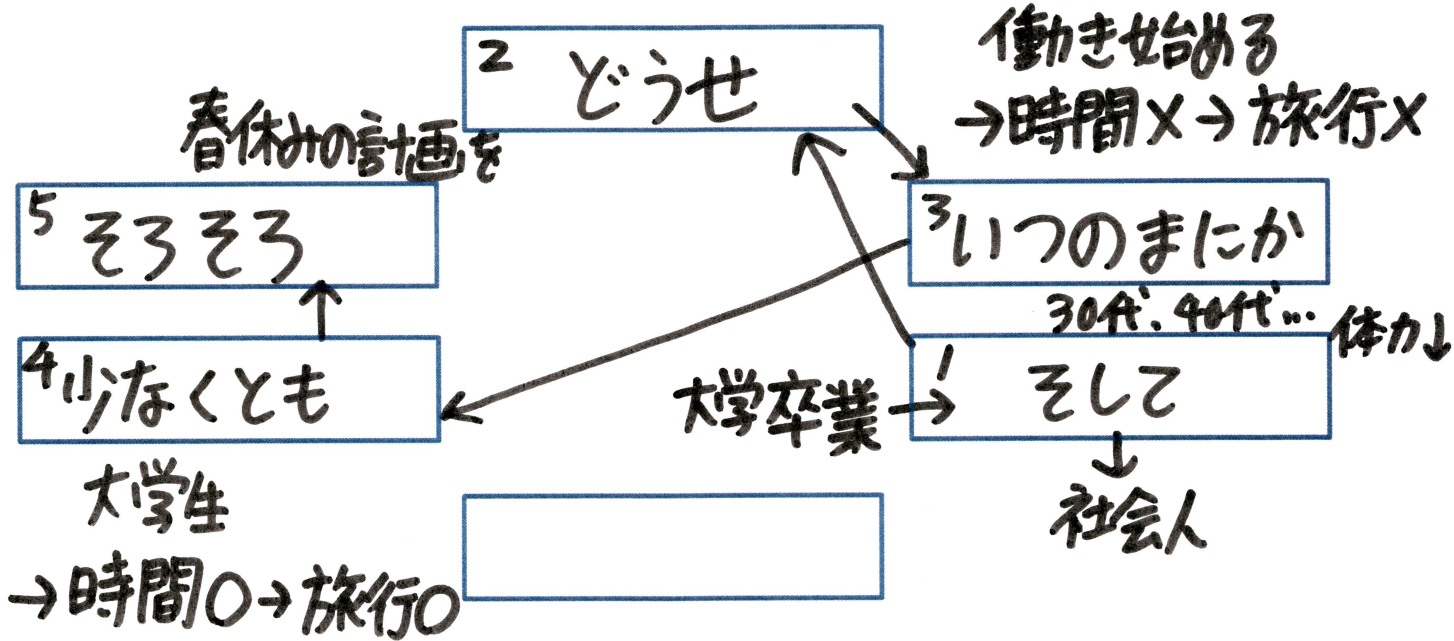 2 どうせ
働き始める
→時間×→旅行×
春休みの計画を
5 そろそろ
3 いつのまにか
30代、40代…
体力↓
4 少なくとも
大学卒業→
1 そして
↓
社会人
大学生
→時間○→旅行○